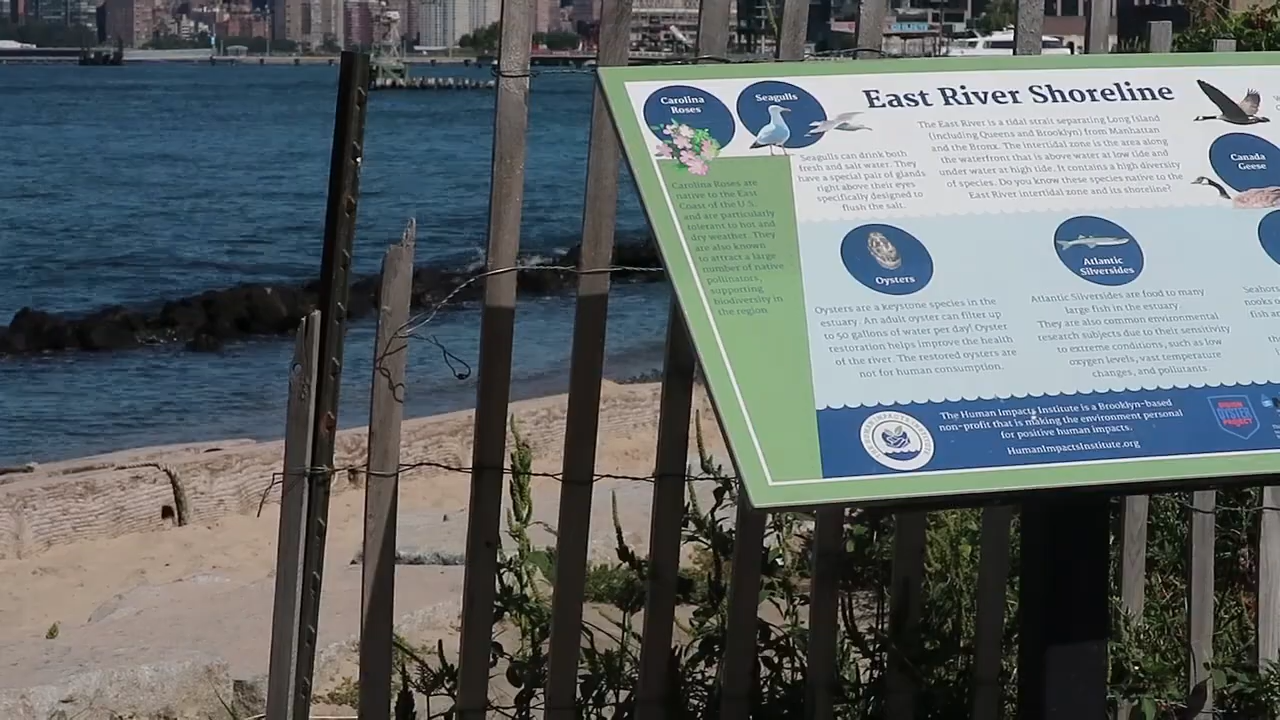 East River Shoreline
Carolina
Roses
Seagulls
Carolina Roses are
native to the East
Coast of the U.S.
and are particularly
tolerant to hot and
dry weather. They
are also known
to attract a large
number of native
pollinators,
supporting
biodiversity in
the region
Seagulls can drink both
fresh and salt water. They
have a special pair of glands
right above their eyes
specifically designed to
flush the salt.
The East River is a tidal strait separating Long Island
(including Queens and Brooklyn) from Manhattan
and the Bronx. The intertidal zone is the area along
the waterfront that is above water at low tide and
under water at high tide. It contains a high diversity
of species. Do you know these species native to the
East River intertidal zone and its shoreline?
Canada
Geese
Oysters
Oysters are a keystone species in the
estuary. An adult oyster can filter up
to 50 gallons of water per day! Oyster
restoration helps improve the health
of the river. The restored oysters are
not for human consumption.
Atlantic
Silversides
Atlantic Silversides are food to many
large fish in the estuary.
They are also common environmental
research subjects due to their sensitivity
to extreme conditions, such as low
oxygen levels, vast temperature
changes, and pollutants.
Seahors
nooks
fish a
The Human Impacts Institute is a Brooklyn-based
non-profit that is making the environment personal
for positive human impacts.
HumanImpactsInstitute.org
OYSTER
PROJECT